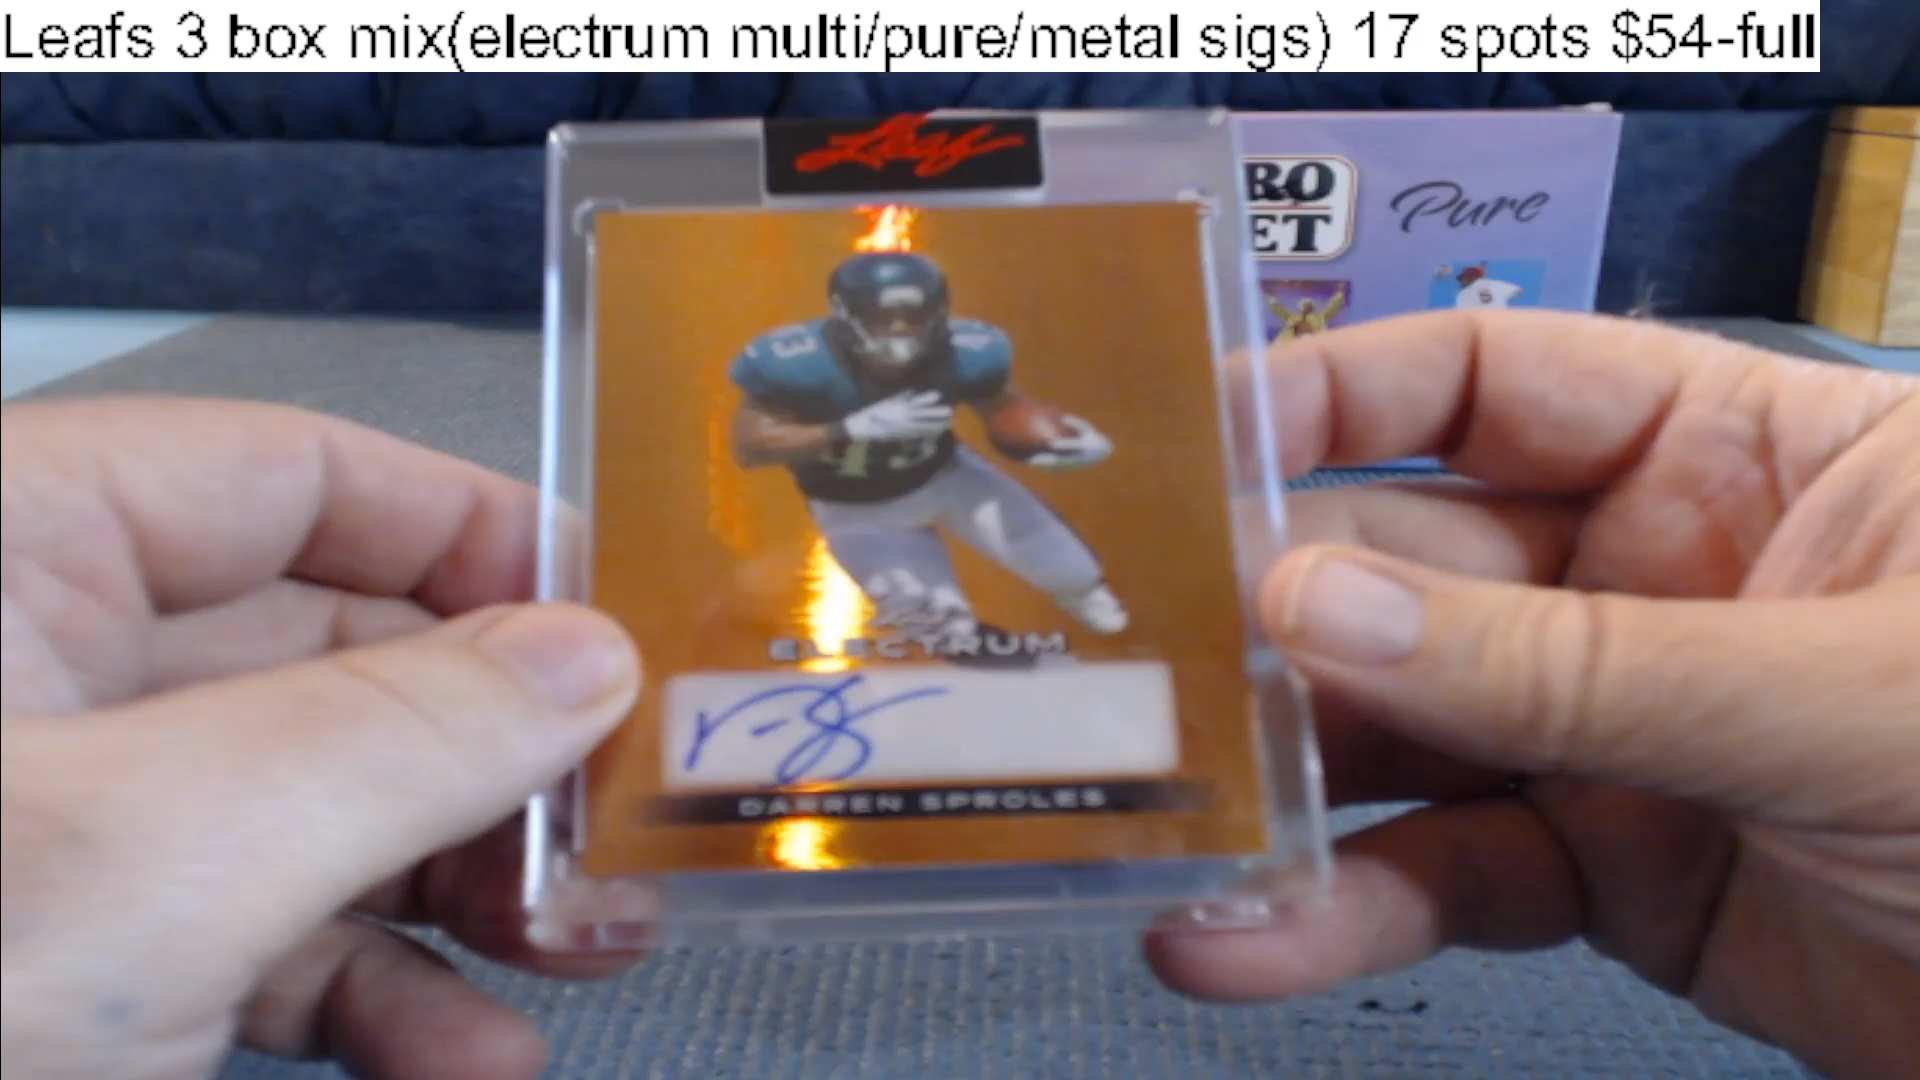 Leafs 3 box mix(electrum multi/pure/metal sigs) 17 spots $54-full
Leaf
RO
ET
Pure
43
ELECTRUM
DARREN SPROLES